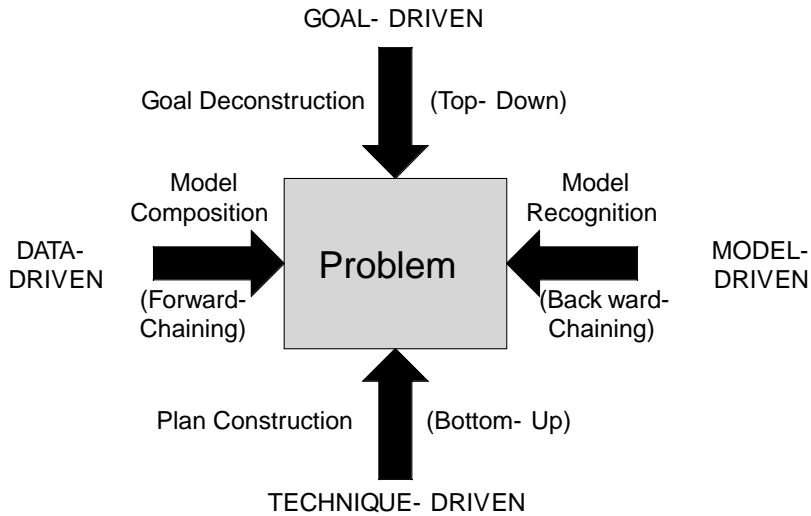 GOAL- DRIVEN
Goal Deconstruction
(Top- Down)
Model
Composition
Model
Recognition
DATA-
DRIVEN
Problem
MODEL-
DRIVEN
(Forward-
Chaining)
(Back ward-
Chaining)
Plan Construction
(Bottom- Up)
TECHNIQUE- DRIVEN